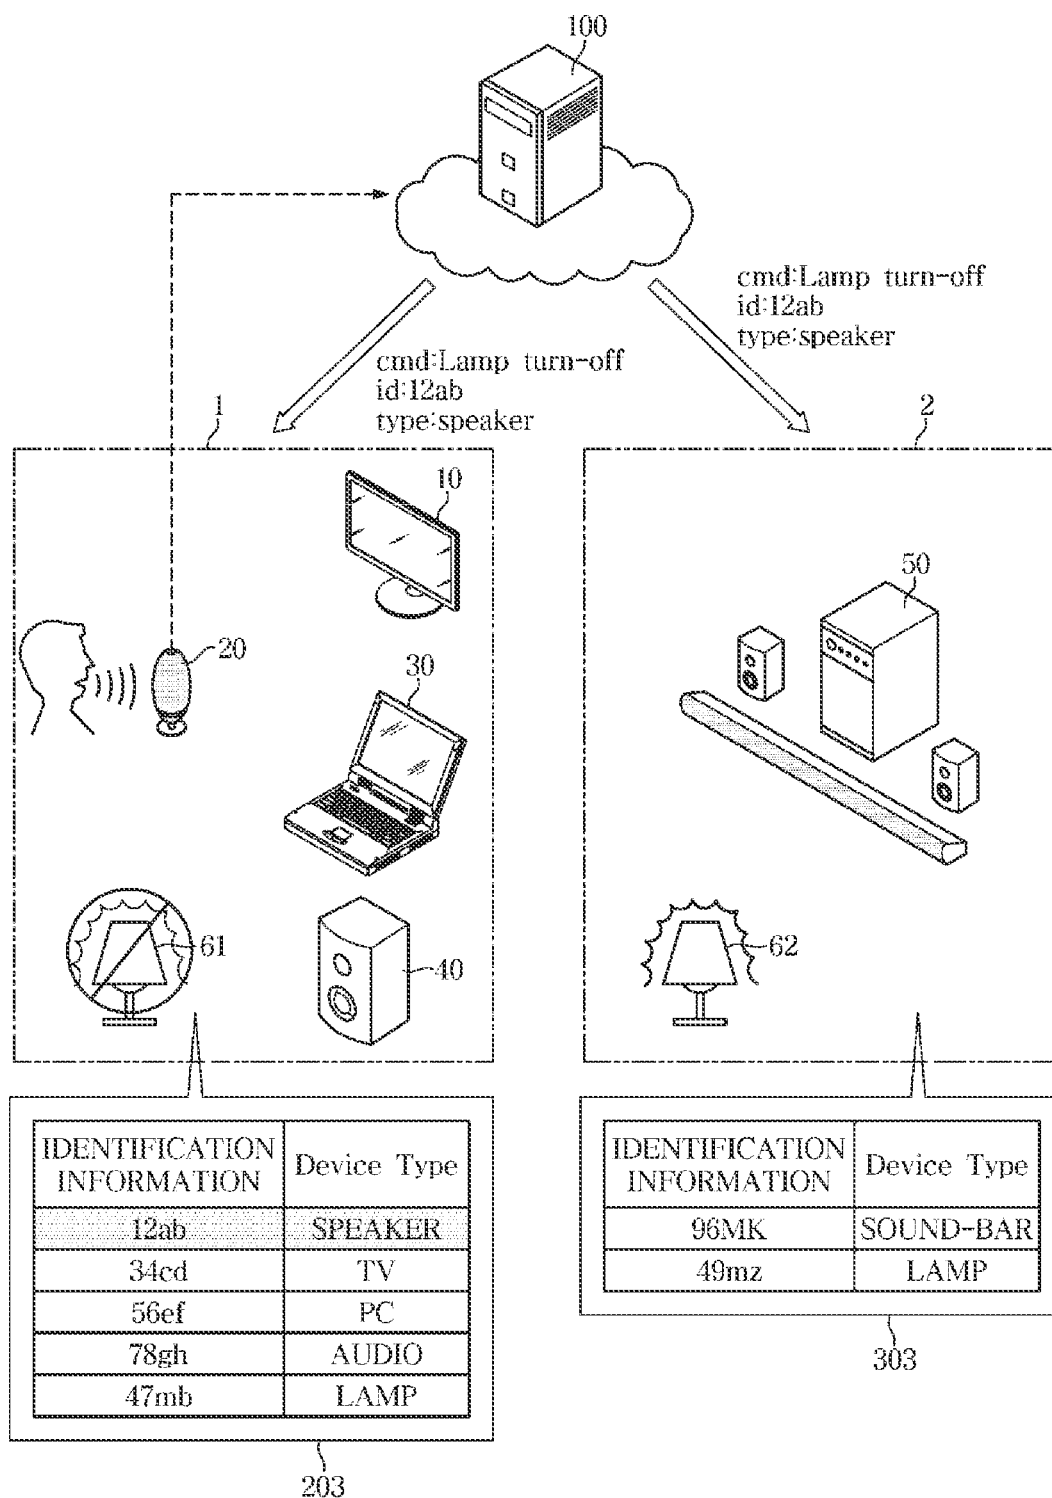 100
cmd:Lamp turn-off
id:12ab
type:speaker
cmd:Lamp turn-off
id:12ab
type:speaker
1
2
10
20
30
40
61
50
62
IDENTIFICATION INFORMATION Device Type
12ab SPEAKER
34cd TV
56ef PC
78gh AUDIO
47mb LAMP
203
IDENTIFICATION INFORMATION Device Type
96MK SOUND-BAR
49mz LAMP
303